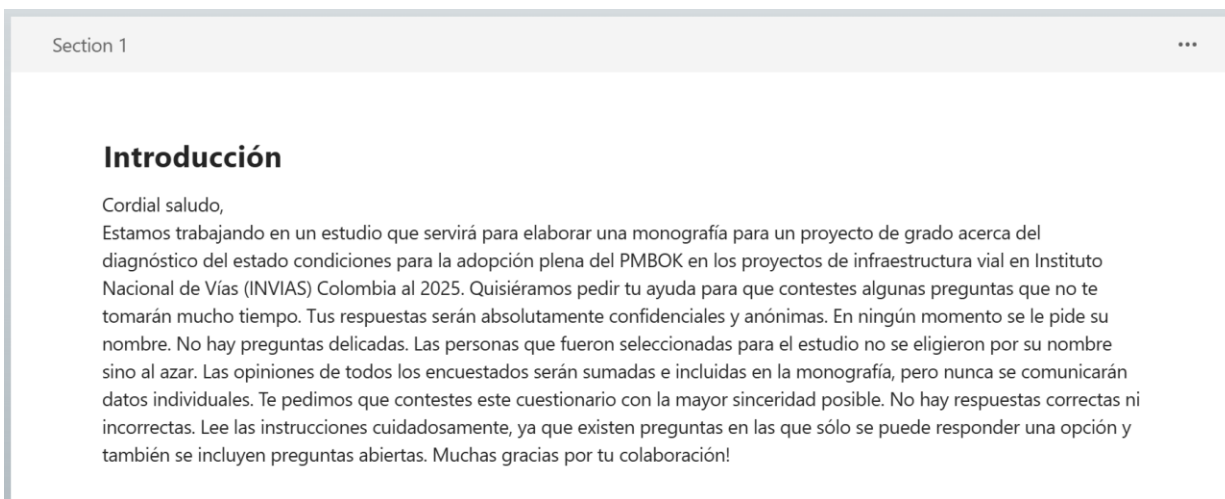 Section 1
Introducción
Cordial saludo,
Estamos trabajando en un estudio que servirá para elaborar una monografía para un proyecto de grado acerca del
diagnóstico del estado condiciones para la adopción plena del PMBOK en los proyectos de infraestructura vial en Instituto
Nacional de Vías (INVIAS) Colombia al 2025. Quisiéramos pedir tu ayuda para que contestes algunas preguntas que no te
tomarán mucho tiempo. Tus respuestas serán absolutamente confidenciales y anónimas. En ningún momento se le pide su
nombre. No hay preguntas delicadas. Las personas que fueron seleccionadas para el estudio no se eligieron por su nombre
sino al azar. Las opiniones de todos los encuestados serán sumadas e incluidas en la monografía, pero nunca se comunicarán
datos individuales. Te pedimos que contestes este cuestionario con la mayor sinceridad posible. No hay respuestas correctas ni
incorrectas. Lee las instrucciones cuidadosamente, ya que existen preguntas en las que sólo se puede responder una opción y
también se incluyen preguntas abiertas. Muchas gracias por tu colaboración!